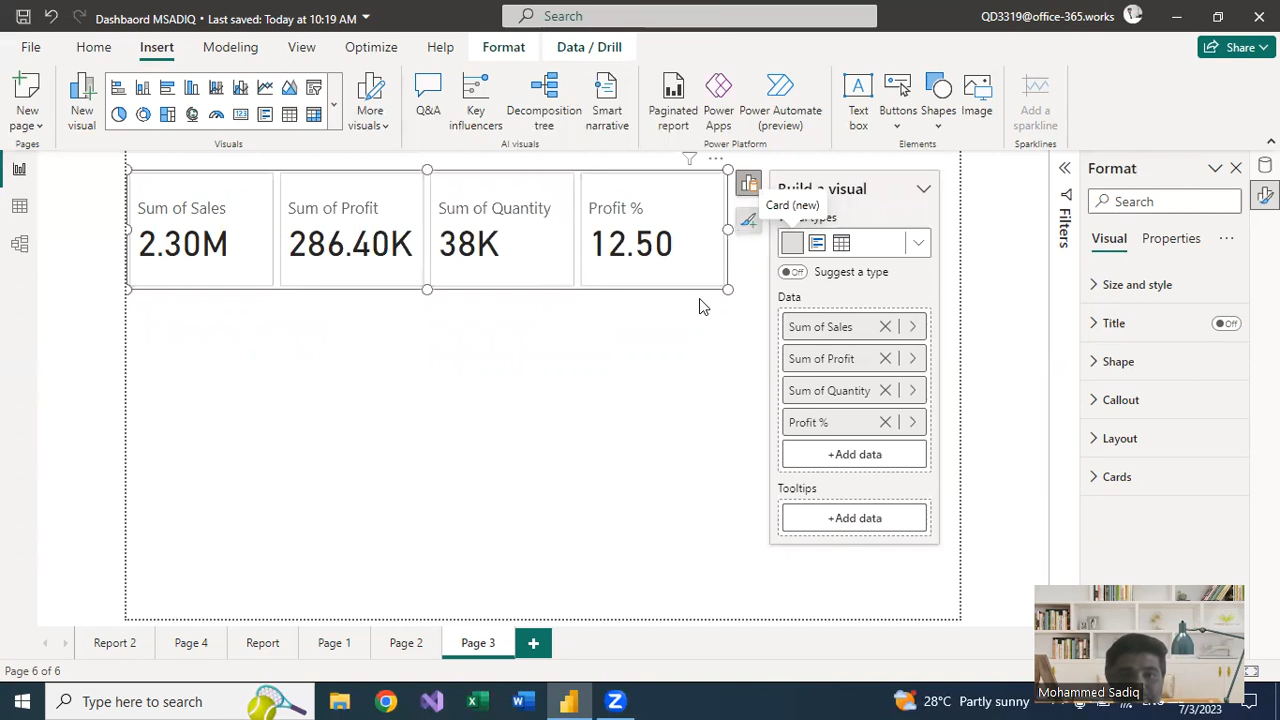 Dashbaord MSADIQ • Last saved: Today at 10:19 AM
Search
QD3319@office-365.works
File
Home
Insert
Modeling
View
Optimize
Help
Format
Data / Drill
Share
New page
New visual
More visuals
Q&A
Key influencers
Decomposition tree
Smart narrative
Paginated report
Power Apps
Power Automate (preview)
Text box
Buttons
Shapes
Image
Add a sparkline
Pages
Visuals
AI visuals
Power Platform
Elements
Sparklines
Sum of Sales
2.30M
Sum of Profit
286.40K
Sum of Quantity
38K
Profit %
12.50
Build a visual
Card (new)
Off
Suggest a type
Data
Sum of Sales
Sum of Profit
Sum of Quantity
Profit %
+Add data
Tooltips
+Add data
Filters
Format
Search
Visual
Properties
Size and style
Title
Off
Shape
Callout
Layout
Cards
Mohammed Sadiq
Report 2
Page 4
Report
Page 1
Page 2
Page 3
Page 6 of 6
Type here to search
28°C Partly sunny
7/3/2023